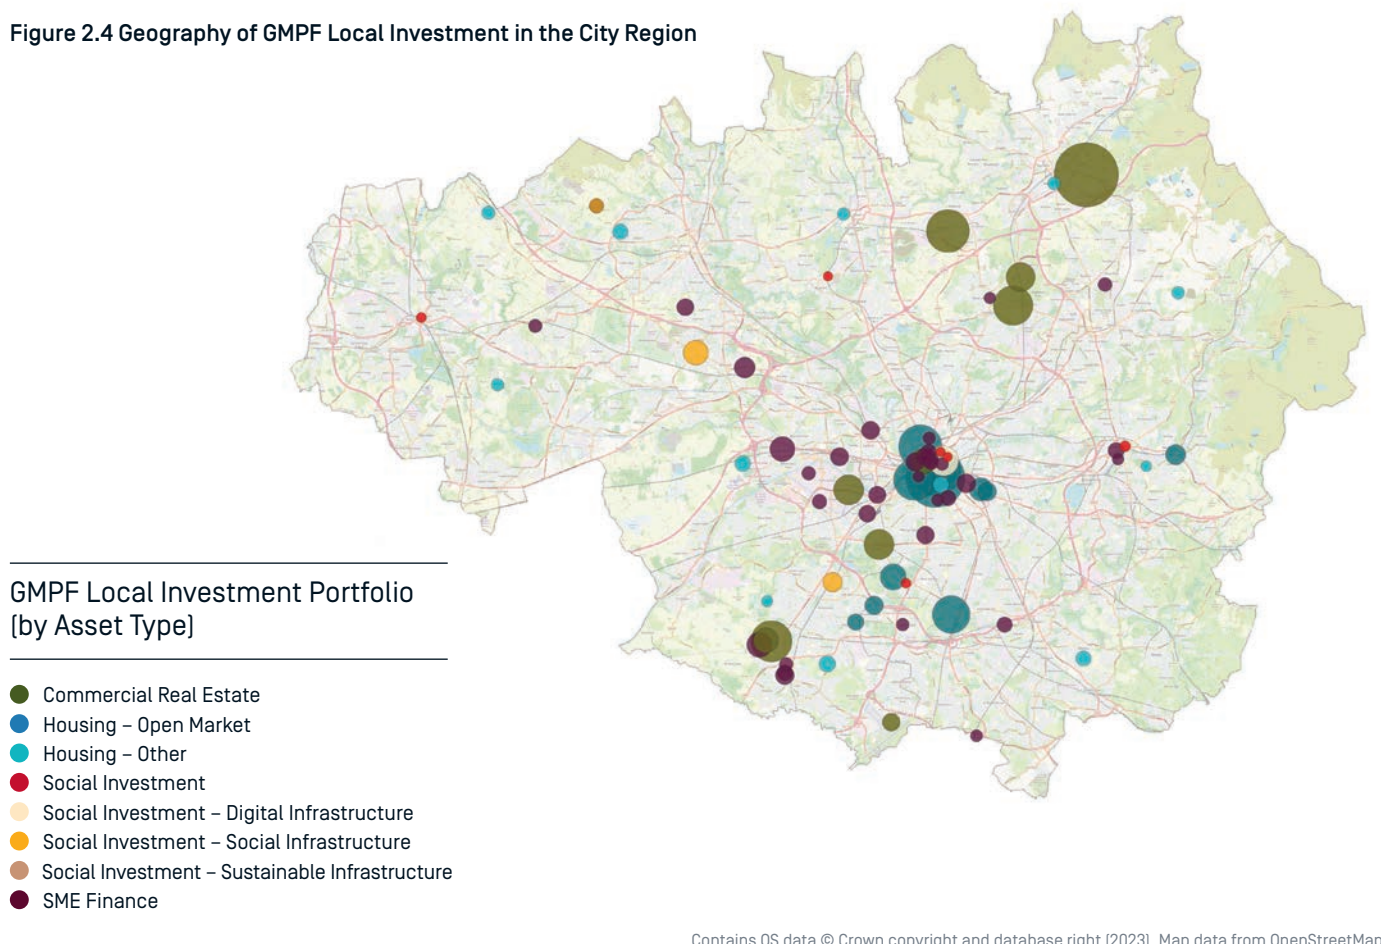 Figure 2.4 Geography of GMPF Local Investment in the City Region
GMPF Local Investment Portfolio
(by Asset Type)
Commercial Real Estate
Housing – Open Market
Housing – Other
Social Investment
Social Investment – Digital Infrastructure
Social Investment – Social Infrastructure
Social Investment – Sustainable Infrastructure
SME Finance
Contains OS data © Crown copyright and database right (2023). Map data from OpenStreetMap